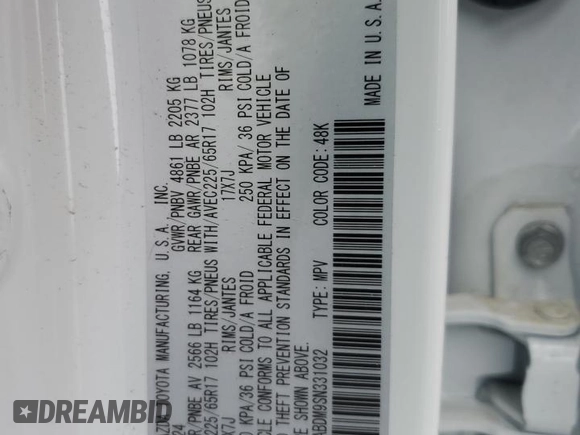 TOYOTA MANUFACTURING, U.S.A., INC.
24 GVWR/PNBV 4861 LB 2205 KG
/PNBE AV 2566 LB 1164 KG REAR GAWR/PNBE AR 2377 LB 1078 KG
225/65R17 102H TIRES/PNEUS WITH/AVEC225/65R17 102H TIRES/PNEUS
X7J RIMS/JANTES 17X7J RIMS/JANTES
KPA/36 PSI COLD/A FROID 250 KPA/ 36 PSI COLD/A FROID
CONFORMS TO ALL APPLICABLE FEDERAL MOTOR VEHICLE
THEFT PREVENTION STANDARDS IN EFFECT ON THE DATE OF
SHOWN ABOVE.
ABDM9SN331032 TYPE: MPV COLOR CODE: 48K
MADE IN U.S.A
© AUTOBIDMASTER